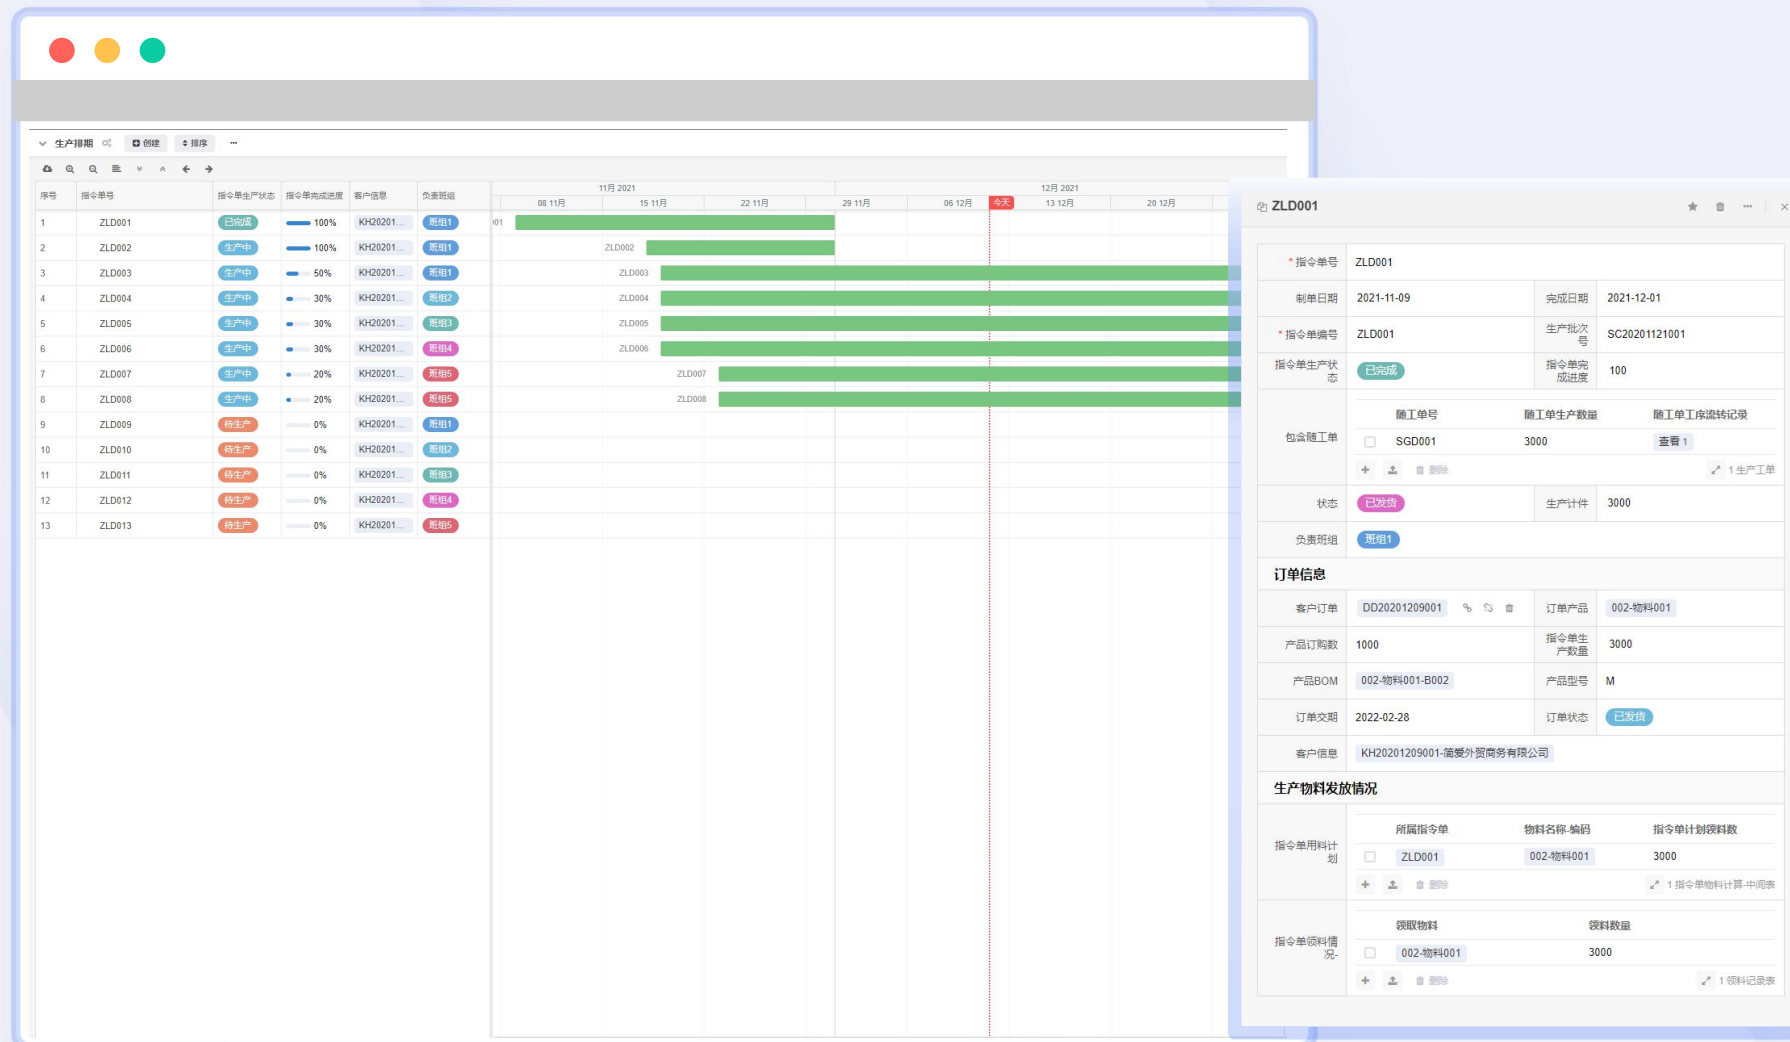 生产排期 创建 排序
序号 指令单号 指令单生产状态 指令单完成进度 客户信息 负责班组
11月 2021 12月 2021
08 11月 15 11月 22 11月 29 11月 06 12月 今天 13 12月 20 12月
1 ZLD001 已完成 100% KH20201... 班组1 001
2 ZLD002 生产中 100% KH20201... 班组1 ZLD002
3 ZLD003 生产中 50% KH20201... 班组1 ZLD003
4 ZLD004 生产中 30% KH20201... 班组2 ZLD004
5 ZLD005 生产中 30% KH20201... 班组3 ZLD005
6 ZLD006 生产中 30% KH20201... 班组4 ZLD006
7 ZLD007 生产中 20% KH20201... 班组5 ZLD007
8 ZLD008 生产中 20% KH20201... 班组5 ZLD008
9 ZLD009 待生产 0% KH20201... 班组1
10 ZLD010 待生产 0% KH20201... 班组2
11 ZLD011 待生产 0% KH20201... 班组3
12 ZLD012 待生产 0% KH20201... 班组4
13 ZLD013 待生产 0% KH20201... 班组5
ZLD001
*指令单号 ZLD001
制单日期 2021-11-09 完成日期 2021-12-01
*指令单编号 ZLD001 生产批次号 SC20201121001
指令单生产状态 已完成 指令单完成进度 100
包含随工单
随工单号 随工单生产数量 随工单工序流转记录
SGD001 3000 查看 1
删除 1 生产工单
状态 已发货 生产计件 3000
负责班组 班组1
订单信息
客户订单 DD20201209001 订单产品 002-物料001
产品订购数 1000 指令单生产数量 3000
产品BOM 002-物料001-B002 产品型号 M
订单交期 2022-02-28 订单状态 已发货
客户信息 KH20201209001-简爱外贸商务有限公司
生产物料发放情况
指令单用料计划
所属指令单 物料名称-编码 指令单计划领料数
ZLD001 002-物料001 3000
删除 1 指令单物料计算-中间表
指令单领料情况-
领取物料 领料数量
002-物料001 3000
删除 1 领料记录表